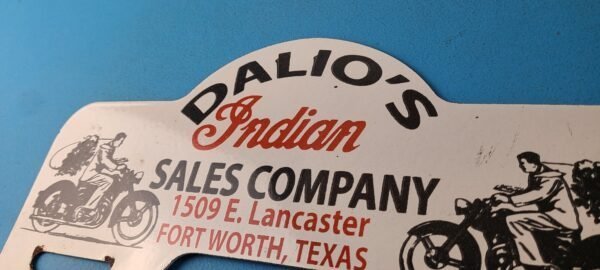 DALIO'S
Indian
SALES COMPANY
1509 E. Lancaster
FORT WORTH, TEXAS